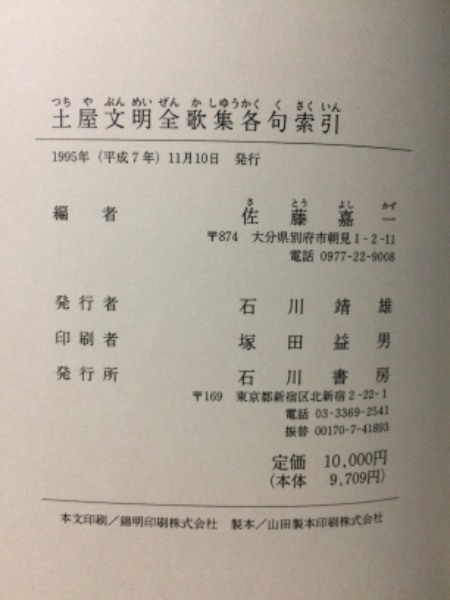 つち や ぶん めい ぜん か しゆうかく く さく いん
土屋文明全歌集各句索引
1995年（平成7年）11月10日 発行
さ とう よし かず
編者 佐藤嘉一
〒874 大分県別府市朝見1-2-11
電話 0977-22-9008
発行者 石川靖雄
印刷者 塚田益男
発行所 石川書房
〒169 東京都新宿区北新宿2-22-1
電話 03-3369-2541
振替 00170-7-41893
定価 10,000円
（本体 9,709円）
本文印刷／錦明印刷株式会社 製本／山田製本印刷株式会社